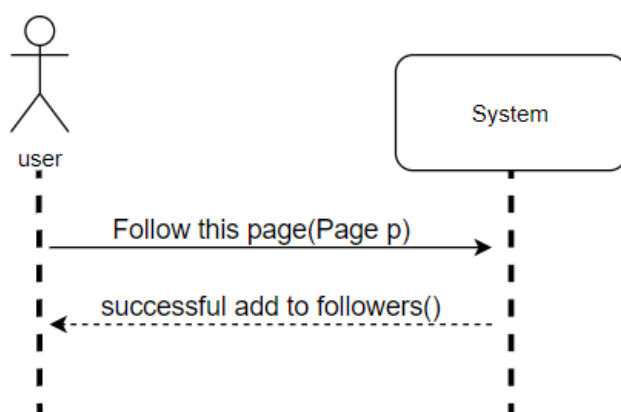 System
user
Follow this page(Page p)
successful add to followers()